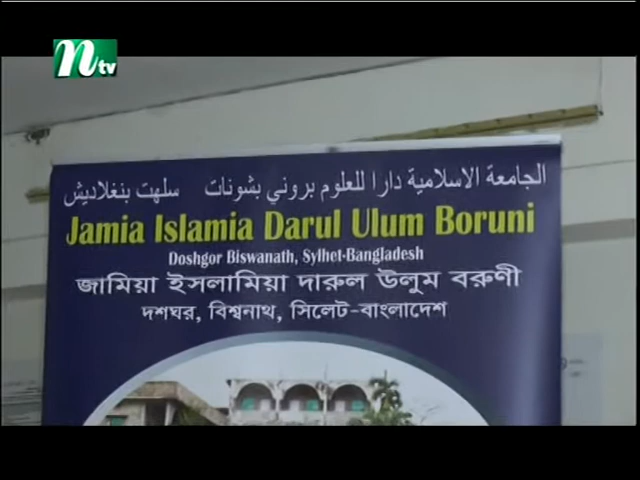 ntv
الجامعة الاسلامية دارا للعلوم بروني بشونات سلهت بنغلاديش
Jamia Islamia Darul Ulum Boruni
Doshgor Biswanath, Sylhet-Bangladesh
জামিয়া ইসলামিয়া দারুল উলুম বরুণী
দশঘর, বিশ্বনাথ, সিলেট-বাংলাদেশ